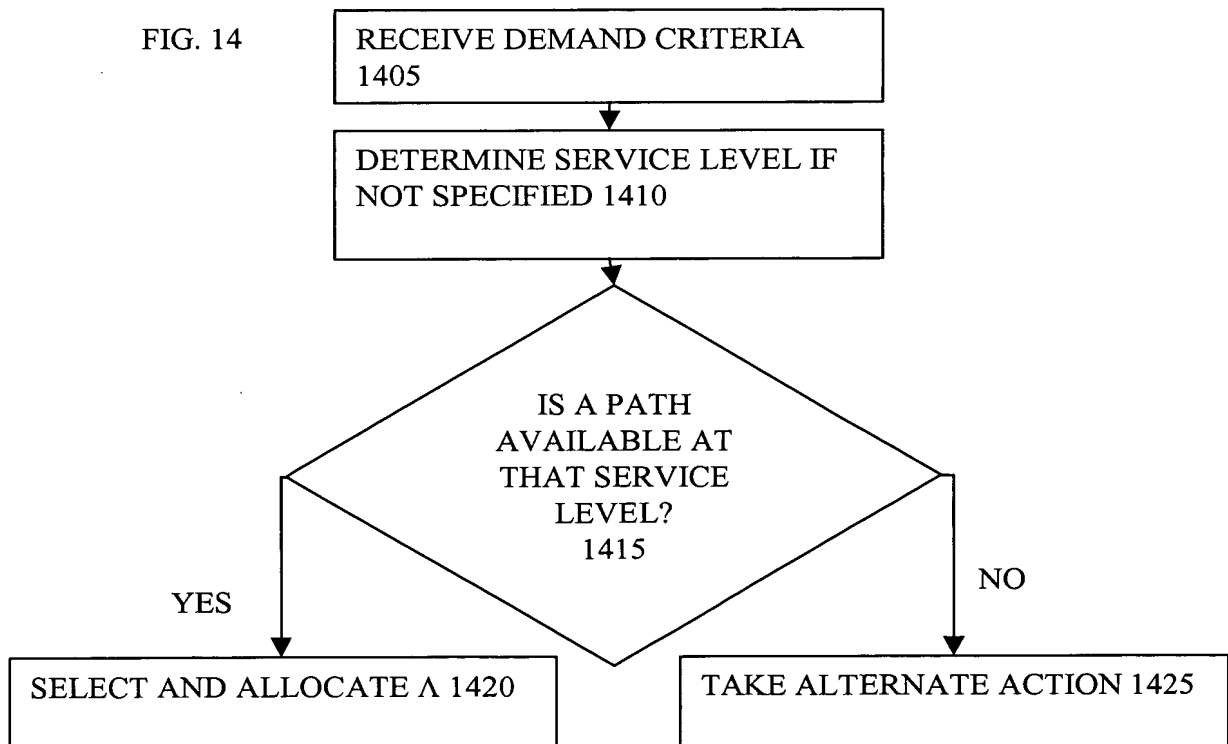 FIG. 14
RECEIVE DEMAND CRITERIA
1405
DETERMINE SERVICE LEVEL IF
NOT SPECIFIED 1410
IS A PATH
AVAILABLE AT
THAT SERVICE
LEVEL?
1415
YES
NO
SELECT AND ALLOCATE Λ 1420
TAKE ALTERNATE ACTION 1425